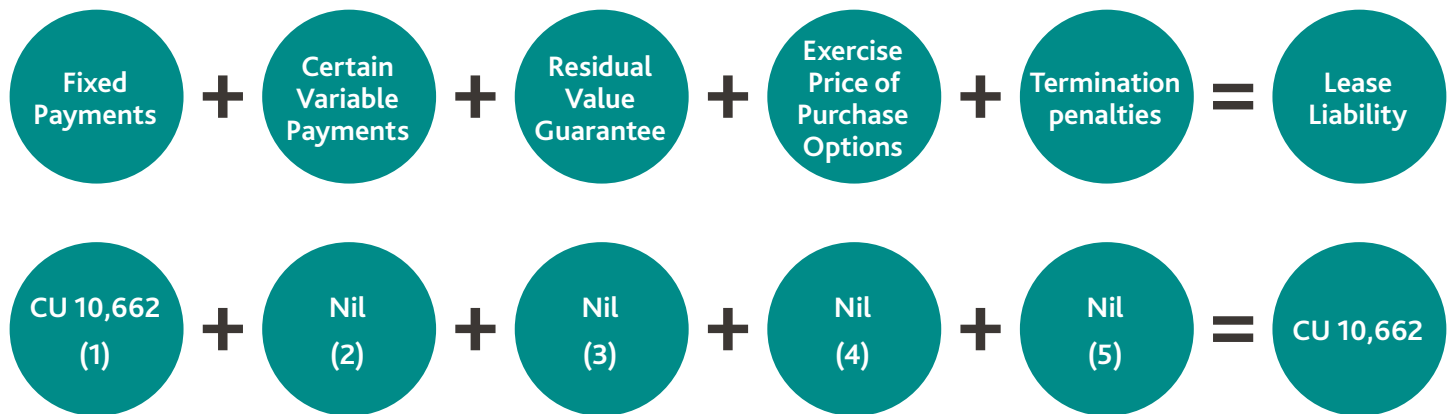 Fixed
Payments
+
Certain
Variable
Payments
+
Residual
Value
Guarantee
+
Exercise
Price of
Purchase
Options
+
Termination
penalties
=
Lease
Liability
CU 10,662
(1)
+
Nil
(2)
+
Nil
(3)
+
Nil
(4)
+
Nil
(5)
=
CU 10,662